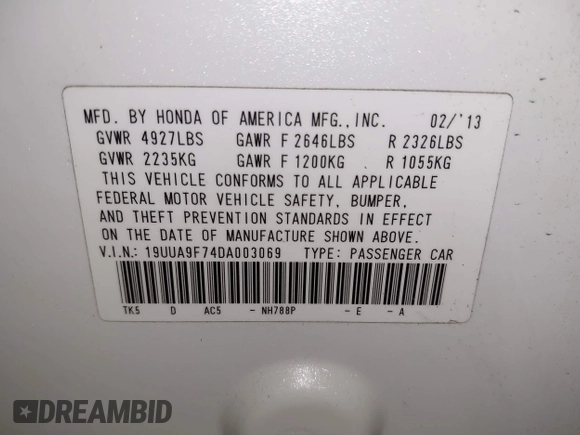 MFD. BY HONDA OF AMERICA MFG., INC. 02/'13
GVWR 4927LBS GAWR F 2646LBS R 2326LBS
GVWR 2235KG GAWR F 1200KG R 1055KG
THIS VEHICLE CONFORMS TO ALL APPLICABLE
FEDERAL MOTOR VEHICLE SAFETY, BUMPER,
AND THEFT PREVENTION STANDARDS IN EFFECT
ON THE DATE OF MANUFACTURE SHOWN ABOVE.
V.I.N.: 19UUA9F74DA003069 TYPE: PASSENGER CAR
TK5 D AC5 - NH788P - E - A
DREAMBID